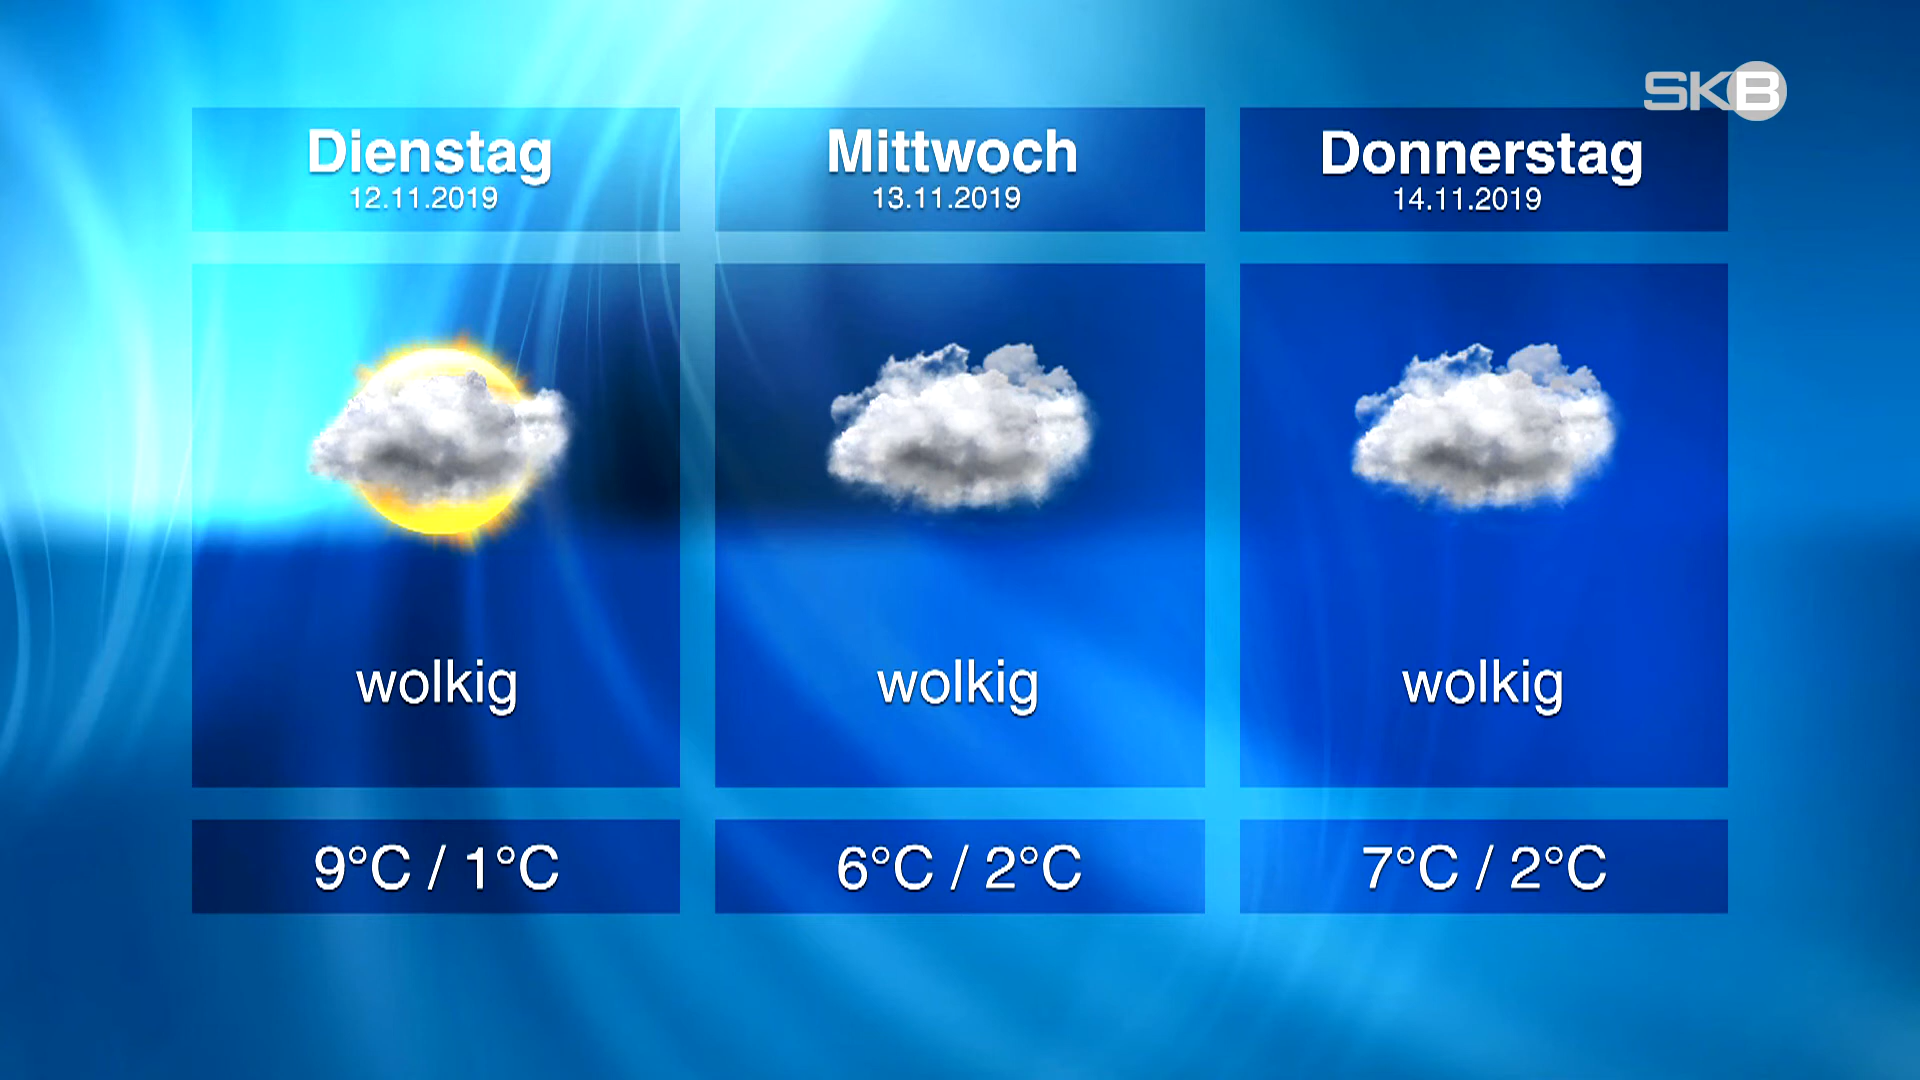 SKB
Dienstag
12.11.2019
Mittwoch
13.11.2019
Donnerstag
14.11.2019
wolkig
wolkig
wolkig
9°C / 1°C
6°C / 2°C
7°C / 2°C